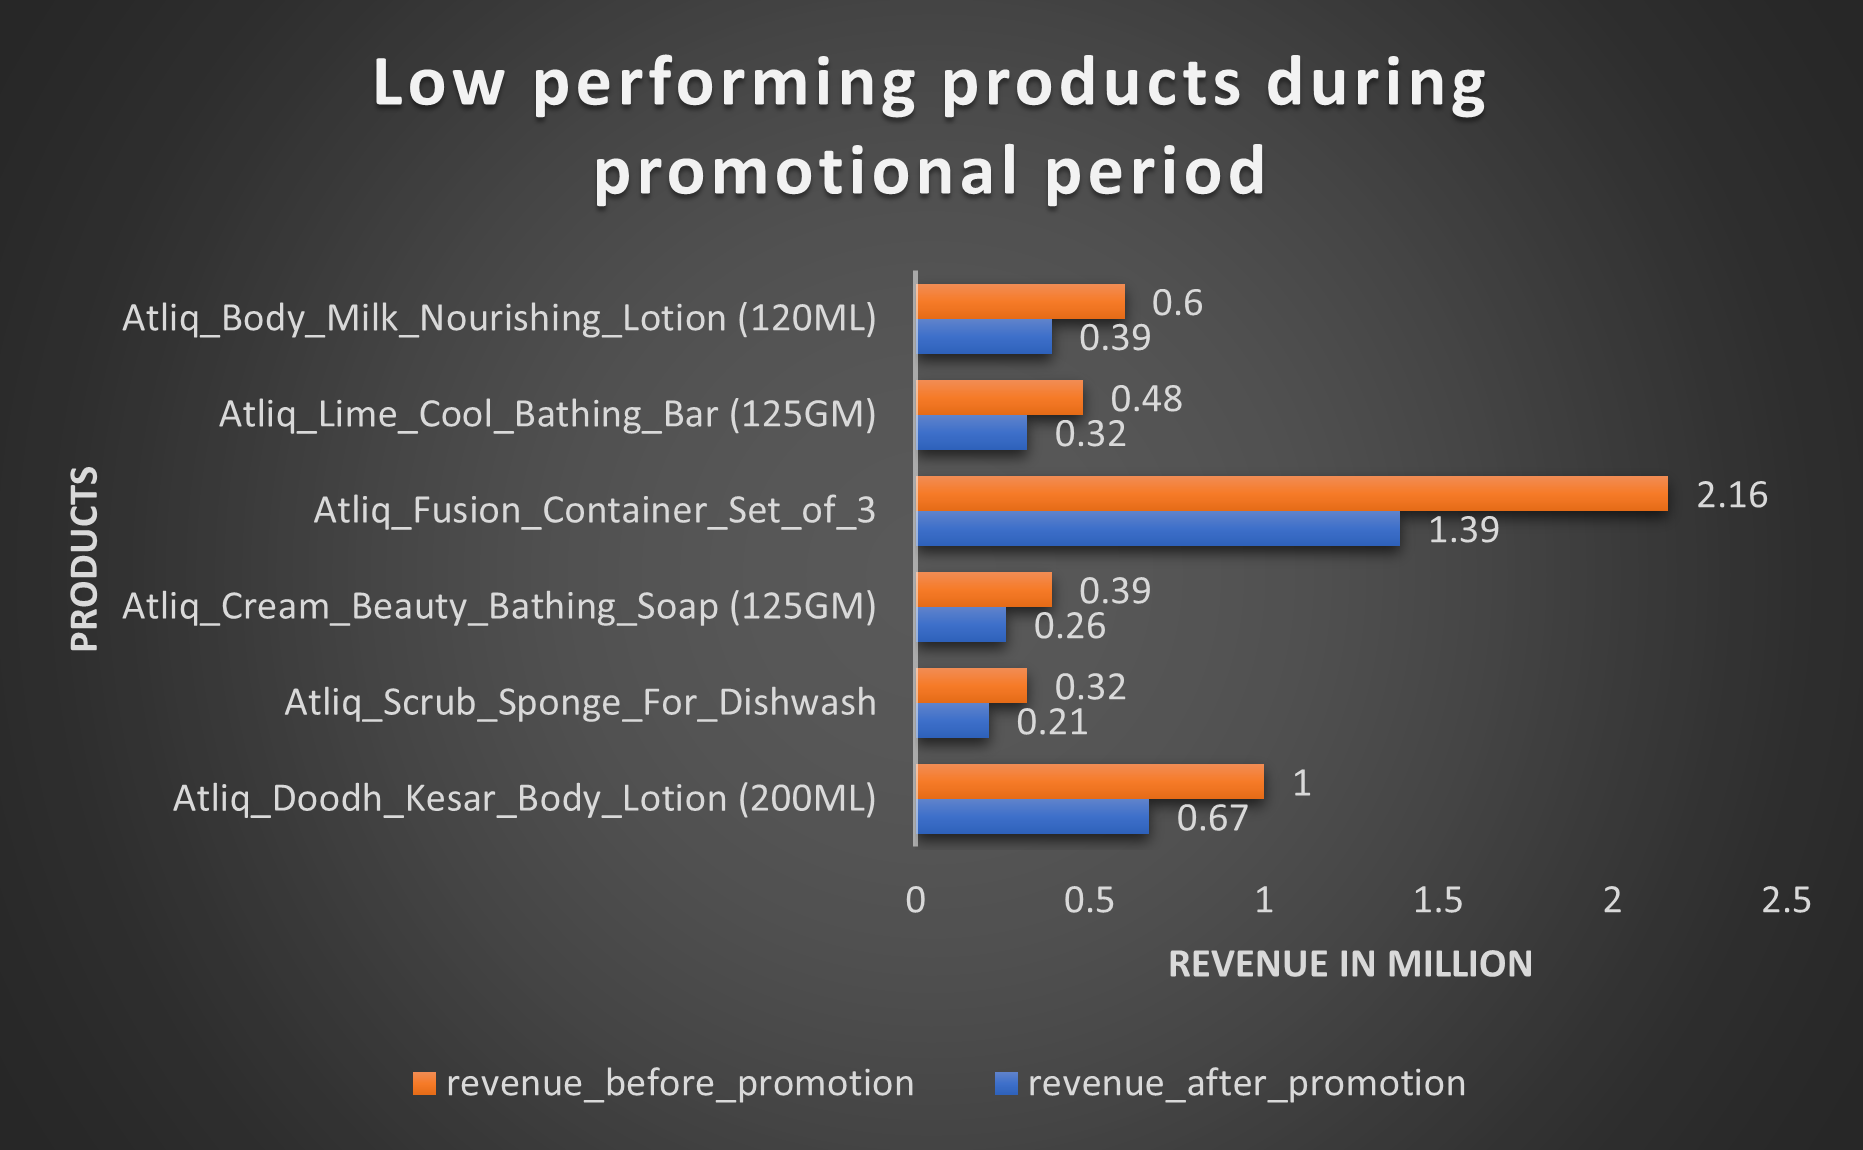 Low performing products during
promotional period
PRODUCTS
Atliq_Body_Milk_Nourishing_Lotion (120ML)
0.6
0.39
Atliq_Lime_Cool_Bathing_Bar (125GM)
0.48
0.32
Atliq_Fusion_Container_Set_of_3
2.16
1.39
Atliq_Cream_Beauty_Bathing_Soap (125GM)
0.39
0.26
Atliq_Scrub_Sponge_For_Dishwash
0.32
0.21
Atliq_Doodh_Kesar_Body_Lotion (200ML)
1
0.67
0 0.5 1 1.5 2 2.5
REVENUE IN MILLION
revenue_before_promotion revenue_after_promotion